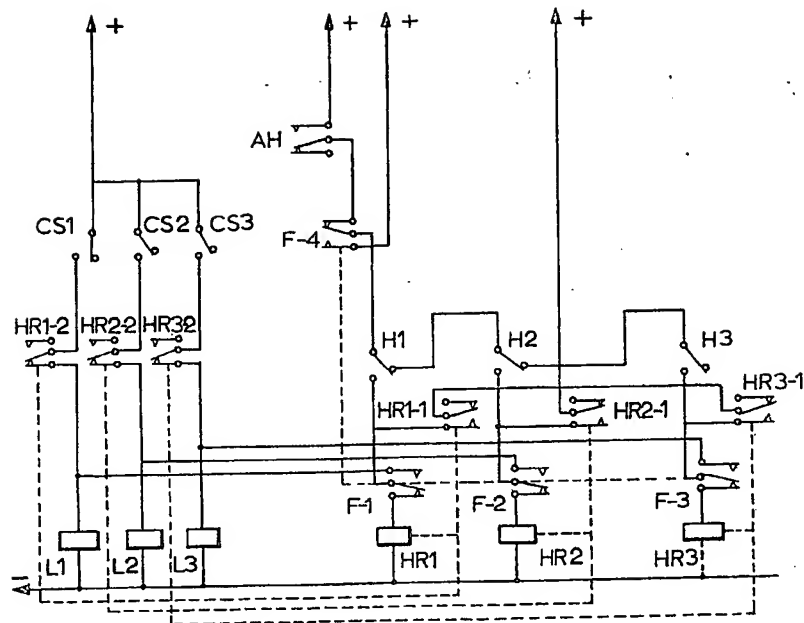 + + + +
AH
CS1 CS2 CS3
F-4
HR1-2 HR2-2 HR3-2 H1 H2 H3
HR1-1 HR2-1 HR3-1
F-1 F-2 F-3
L1 L2 L3 HR1 HR2 HR3
−